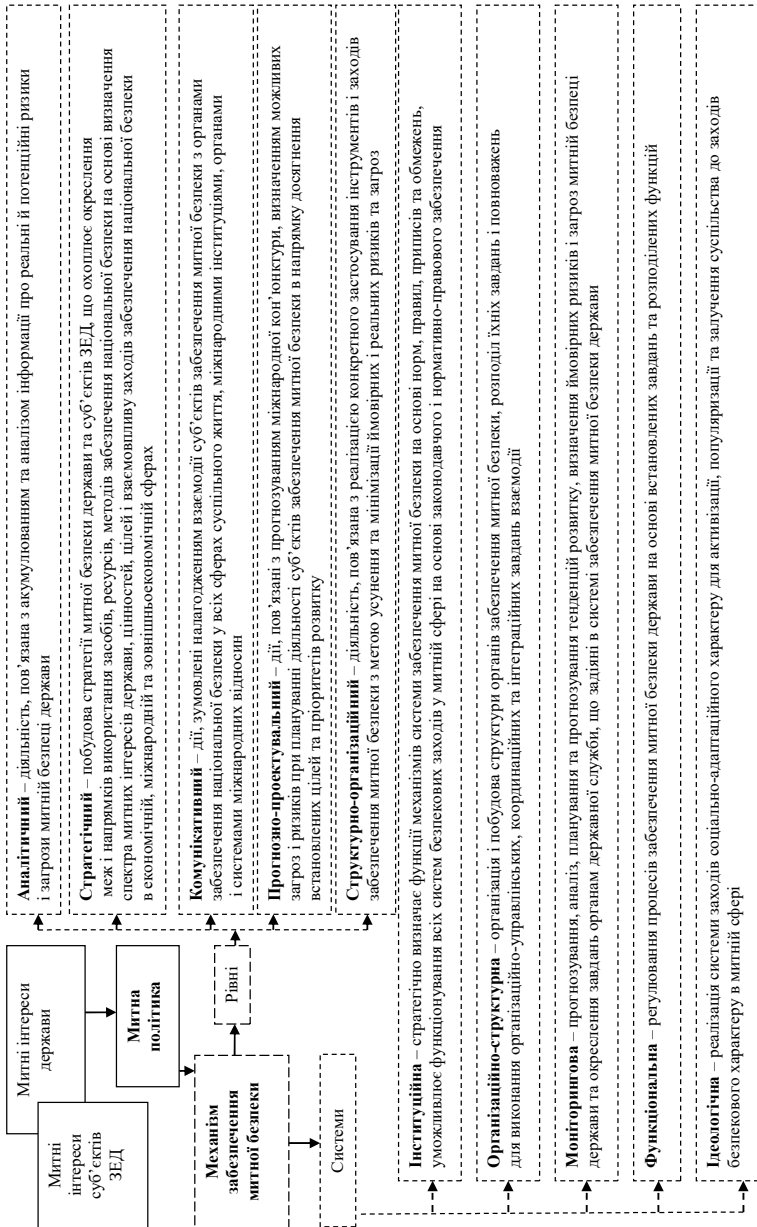 Митні інтереси
держави
Митні
інтереси
суб'єктів
ЗЕД
Митна
політика
Механізм
забезпечення
митної безпеки
Рівні
Системи
Аналітичний – діяльність, пов'язана з акумулюванням та аналізом інформації про реальні й потенційні ризики
і загрози митній безпеці держави
Стратегічний – побудова стратегії митної безпеки держави та суб'єктів ЗЕД, що охоплює окреслення
меж і напрямків використання засобів, ресурсів, методів забезпечення національної безпеки на основі визначення
спектра митних інтересів держави, цінностей, цілей і взаємовпливу заходів забезпечення національної безпеки
в економічній, міжнародній та зовнішньоекономічній сферах
Комунікативний – дії, зумовлені налагодженням взаємодії суб'єктів забезпечення митної безпеки з органами
забезпечення національної безпеки у всіх сферах суспільного життя, міжнародними інституціями, органами
і системами міжнародних відносин
Прогнозно-проектувальний – дії, пов'язані з прогнозуванням міжнародної кон'юнктури, визначенням можливих
загроз і ризиків при плануванні діяльності суб'єктів забезпечення митної безпеки в напрямку досягнення
встановлених цілей та пріоритетів розвитку
Структурно-організаційний – діяльність, пов'язана з реалізацією конкретного застосування інструментів і заходів
забезпечення митної безпеки з метою усунення та мінімізації ймовірних і реальних ризиків та загроз
Інституційна – стратегічно визначає функції механізмів системи забезпечення митної безпеки на основі норм, правил, приписів та обмежень,
уможливлює функціонування всіх систем безпекових заходів у митній сфері на основі законодавчого і нормативно-правового забезпечення
Організаційно-структурна – організація і побудова структури органів забезпечення митної безпеки, розподіл їхніх завдань і повноважень
для виконання організаційно-управлінських, координаційних та інтеграційних завдань взаємодії
Моніторингова – прогнозування, аналіз, планування та прогнозування тенденцій розвитку, визначення ймовірних ризиків і загроз митній безпеці
держави та окреслення завдань органам державної служби, що задіяні в системі забезпечення митної безпеки держави
Функціональна – регулювання процесів забезпечення митної безпеки держави на основі встановлених завдань та розподілених функцій
Ідеологічна – реалізація системи заходів соціально-адаптаційного характеру для активізації, популяризації та залучення суспільства до заходів
безпекового характеру в митній сфері